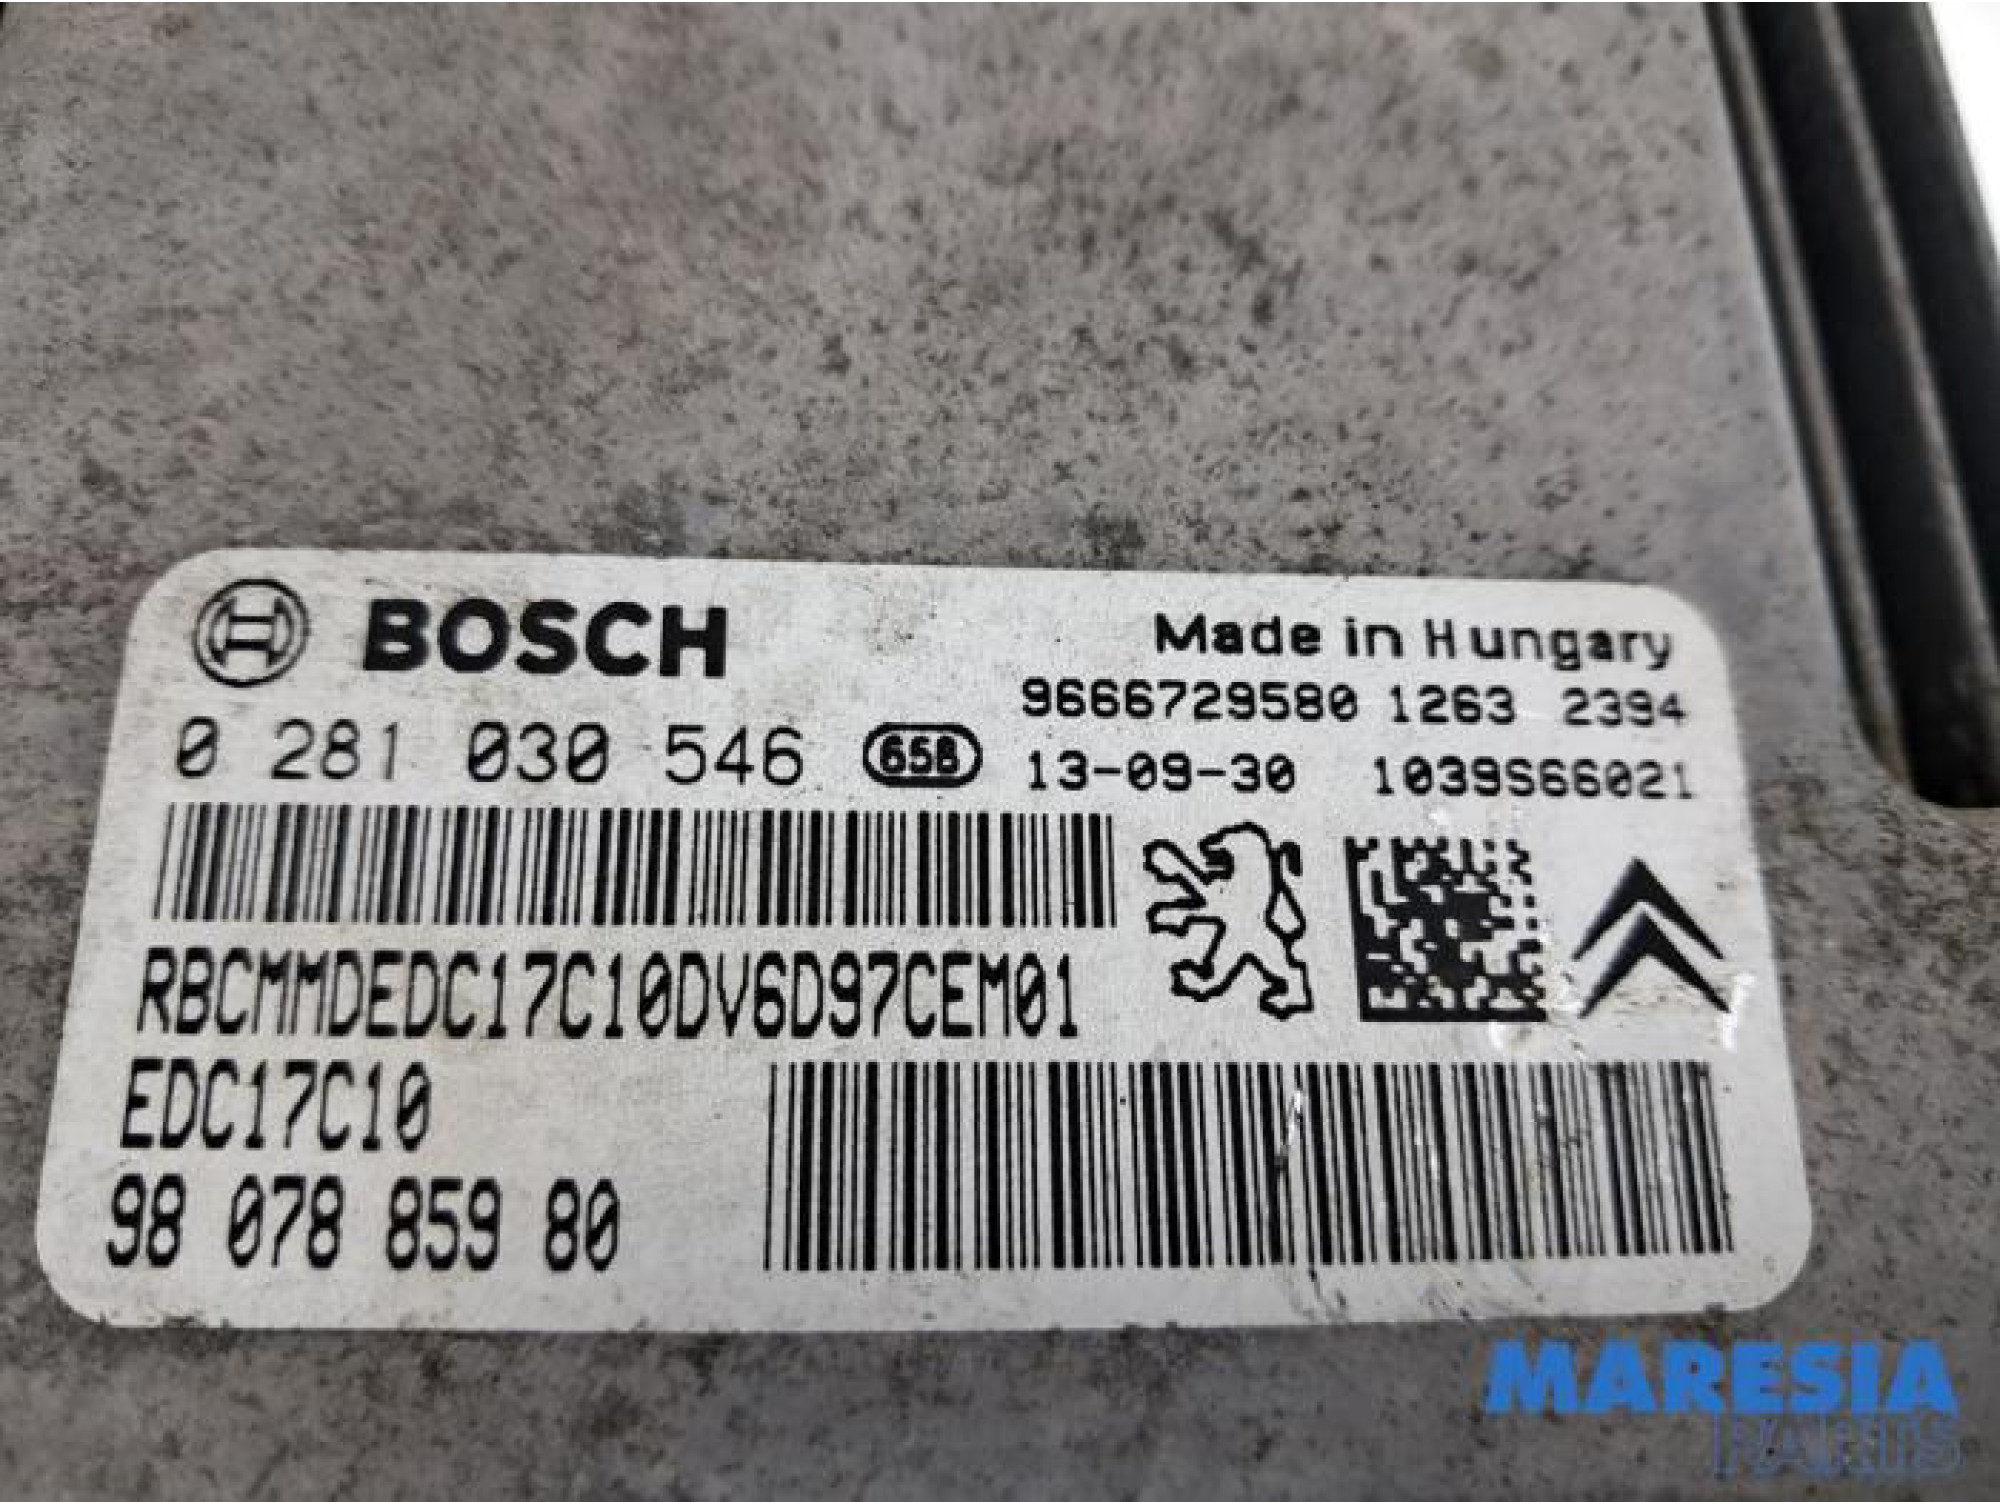 BOSCH
Made in Hungary
9666729580 1263 2394
0 281 030 546 65B
13-09-30 1039S66021
RBCMMDEDC17C10DV6D97CEM01
EDC17C10
98 078 859 80
MARESIA
PARTS